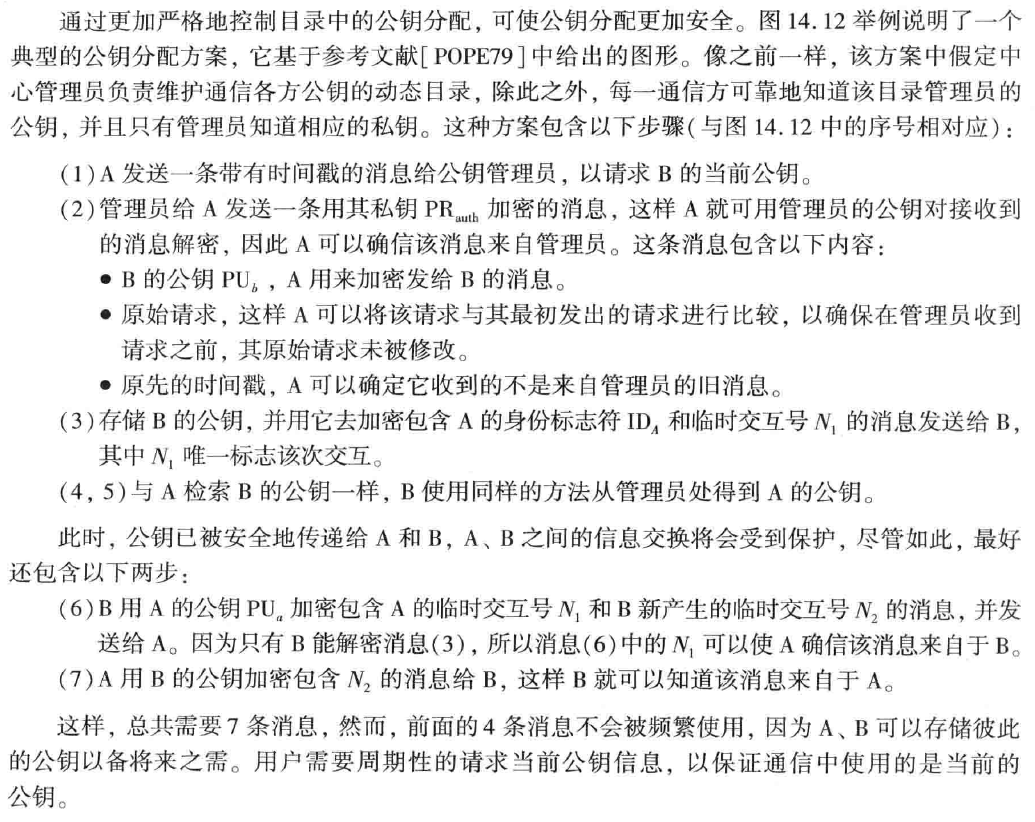 通过更加严格地控制目录中的公钥分配，可使公钥分配更加安全。图 14.12 举例说明了一个
典型的公钥分配方案，它基于参考文献[ POPE79 ]中给出的图形。像之前一样，该方案中假定中
心管理员负责维护通信各方公钥的动态目录，除此之外，每一通信方可靠地知道该目录管理员的
公钥，并且只有管理员知道相应的私钥。这种方案包含以下步骤(与图 14.12 中的序号相对应)：
(1)A 发送一条带有时间戳的消息给公钥管理员，以请求 B 的当前公钥。
(2)管理员给 A 发送一条用其私钥 PRauth 加密的消息，这样 A 就可用管理员的公钥对接收到
的消息解密，因此 A 可以确信该消息来自管理员。这条消息包含以下内容：
● B 的公钥 PUb ，A 用来加密发给 B 的消息。
● 原始请求，这样 A 可以将该请求与其最初发出的请求进行比较，以确保在管理员收到
请求之前，其原始请求未被修改。
● 原先的时间戳，A 可以确定它收到的不是来自管理员的旧消息。
(3)存储 B 的公钥，并用它去加密包含 A 的身份标志符 IDA 和临时交互号 N1 的消息发送给 B，
其中 N1 唯一标志该次交互。
(4, 5)与 A 检索 B 的公钥一样，B 使用同样的方法从管理员处得到 A 的公钥。
此时，公钥已被安全地传递给 A 和 B，A、B 之间的信息交换将会受到保护，尽管如此，最好
还包含以下两步：
(6)B 用 A 的公钥 PUa 加密包含 A 的临时交互号 N1 和 B 新产生的临时交互号 N2 的消息，并发
送给 A。因为只有 B 能解密消息(3)，所以消息(6)中的 N1 可以使 A 确信该消息来自于 B。
(7)A 用 B 的公钥加密包含 N2 的消息给 B，这样 B 就可以知道该消息来自于 A。
这样，总共需要 7 条消息，然而，前面的 4 条消息不会被频繁使用，因为 A、B 可以存储彼此
的公钥以备将来之需。用户需要周期性的请求当前公钥信息，以保证通信中使用的是当前的
公钥。